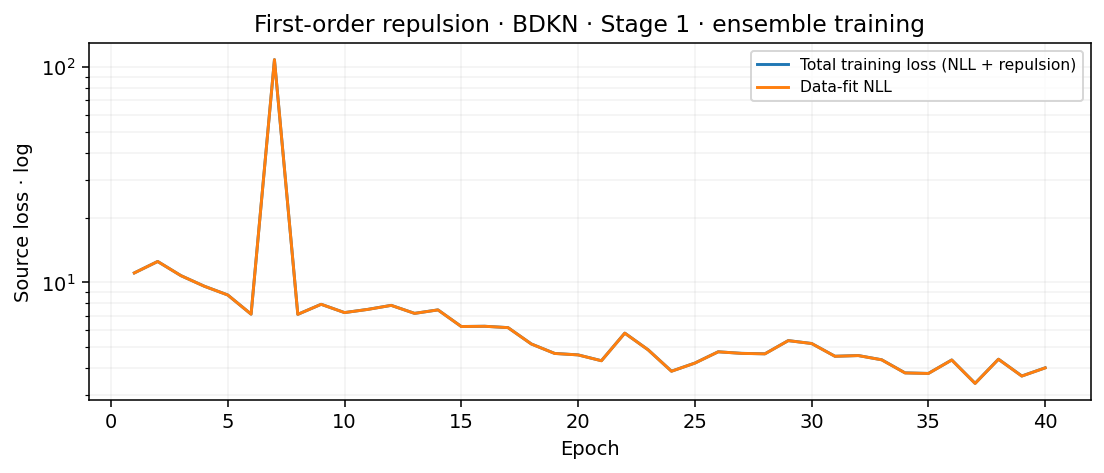 First-order repulsion · BDKN · Stage 1 · ensemble training
Source loss · log
10²
10¹
Total training loss (NLL + repulsion)
Data-fit NLL
0 5 10 15 20 25 30 35 40
Epoch